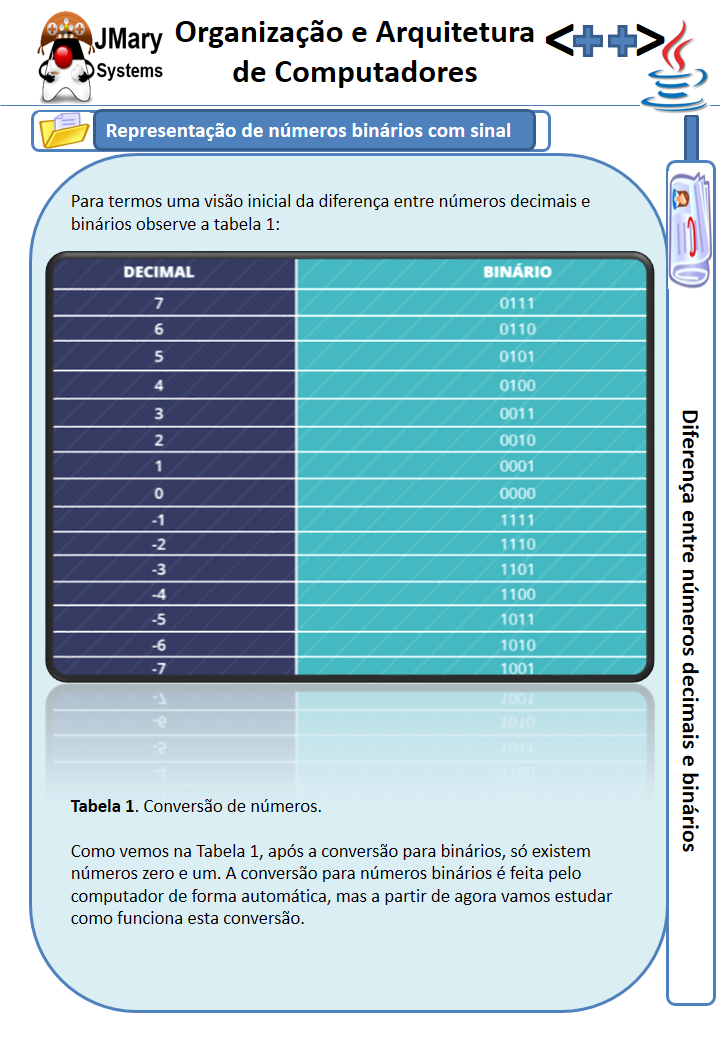 JMary
Systems
Organização e Arquitetura
de Computadores
<++>
Representação de números binários com sinal
Para termos uma visão inicial da diferença entre números decimais e
binários observe a tabela 1:
DECIMAL BINÁRIO
7 0111
6 0110
5 0101
4 0100
3 0011
2 0010
1 0001
0 0000
-1 1111
-2 1110
-3 1101
-4 1100
-5 1011
-6 1010
-7 1001
Tabela 1. Conversão de números.
Como vemos na Tabela 1, após a conversão para binários, só existem
números zero e um. A conversão para números binários é feita pelo
computador de forma automática, mas a partir de agora vamos estudar
como funciona esta conversão.
Diferença entre números decimais e binários